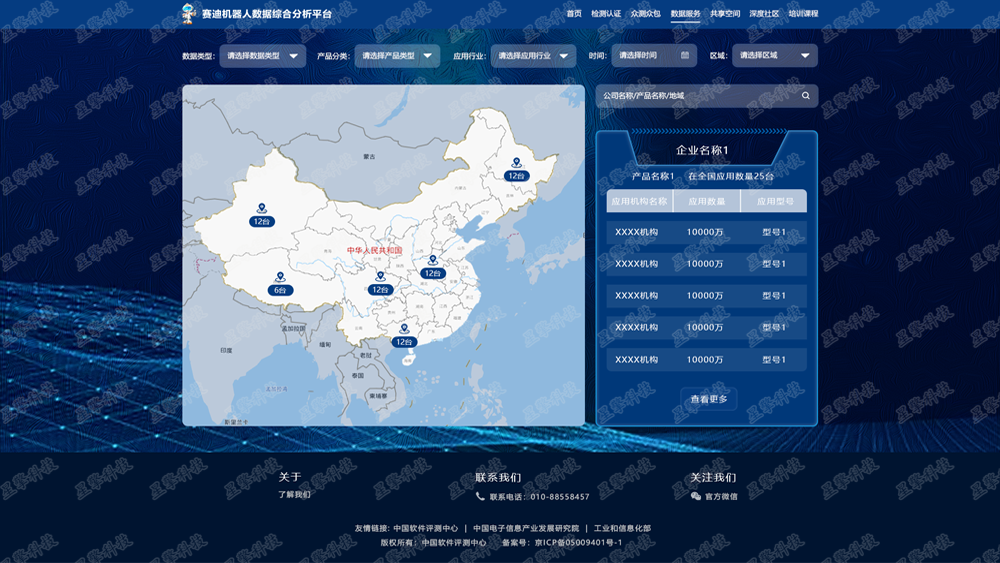 赛迪机器人数据综合分析平台
首页 检测认证 众测众包 数据服务 共享空间 深度社区 培训课程
数据类型: 请选择数据类型 产品分类: 请选择产品类型 应用行业: 请选择应用行业 时间: 请选择时间 区域: 请选择区域
公司名称/产品名称/地域
蒙古
12台
12台
中华人民共和国
12台
6台
12台
12台
孟加拉国
印度
缅甸
老挝
泰国
柬埔寨
孟加拉湾
斯里兰卡
企业名称1
产品名称1 在全国应用数量25台
应用机构名称 应用数量 应用型号
XXXX机构 10000万 型号1
XXXX机构 10000万 型号1
XXXX机构 10000万 型号1
XXXX机构 10000万 型号1
XXXX机构 10000万 型号1
查看更多
关于 联系我们 关注我们
了解我们 联系电话: 010-88558457 官方微信
友情链接: 中国软件评测中心 | 中国电子信息产业发展研究院 | 工业和信息化部
版权所有: 中国软件评测中心 备案号: 京ICP备05009401号-1